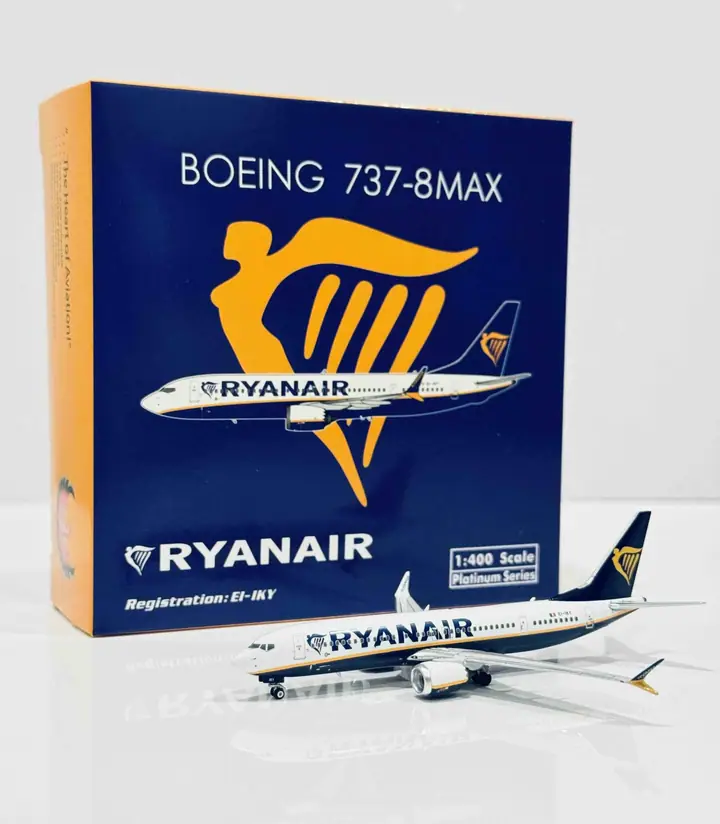 BOEING 737-8MAX
"The Heart of Aviation!"
RYANAIR
RYANAIR
1:400 Scale
Platinum Series
Registration: EI-IKY
RYANAIR